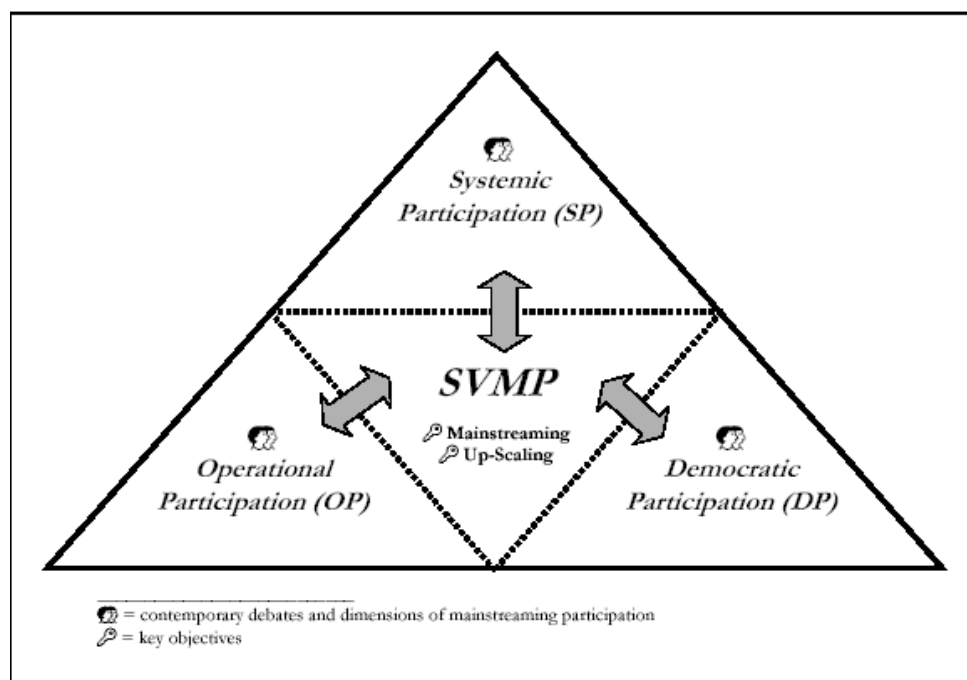 Systemic
Participation (SP)
SVMP
Mainstreaming
Up-Scaling
Operational
Participation (OP)
Democratic
Participation (DP)
= contemporary debates and dimensions of mainstreaming participation
= key objectives